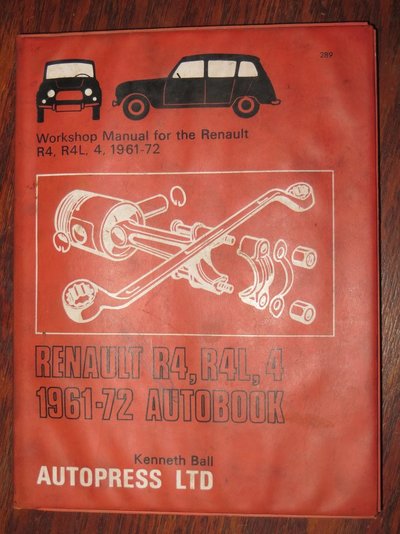 289
Workshop Manual for the Renault
R4, R4L, 4, 1961-72
RENAULT R4, R4L, 4
1961-72 AUTOBOOK
Kenneth Ball
AUTOPRESS LTD